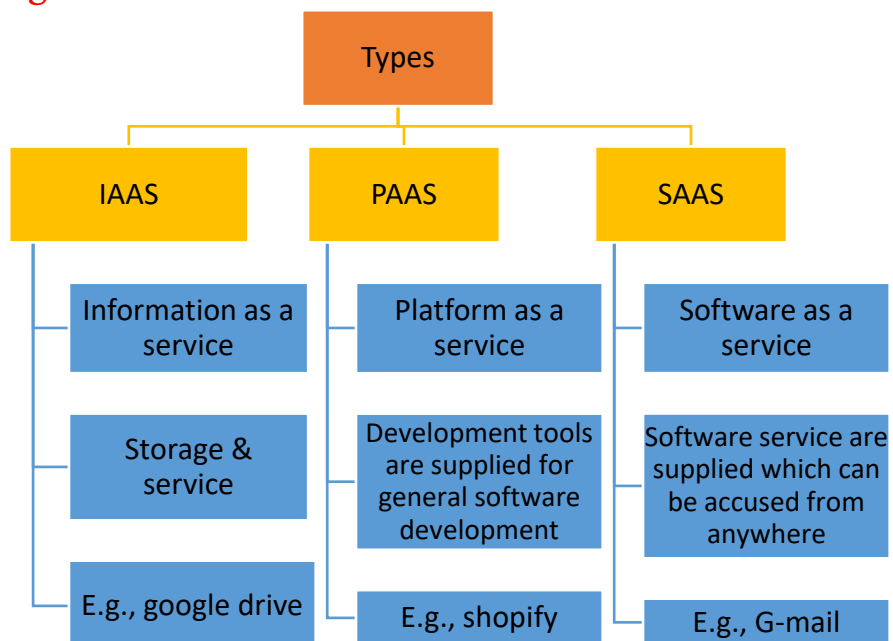 g
Types
IAAS
PAAS
SAAS
Information as a
service
Platform as a
service
Software as a
service
Storage &
service
Development tools
are supplied for
general software
development
Software service are
supplied which can
be accused from
anywhere
E.g., google drive
E.g., shopify
E.g., G-mail